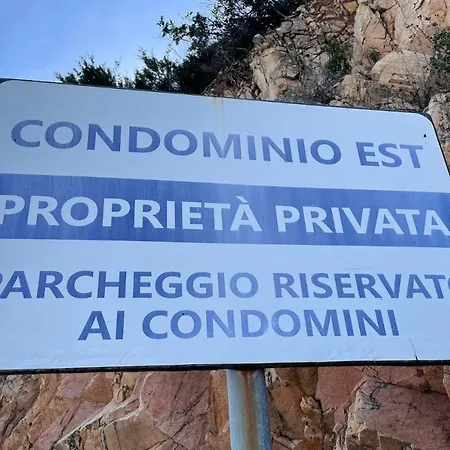 CONDOMINIO EST
PROPRIETÀ PRIVATA
PARCHEGGIO RISERVATO
AI CONDOMINI